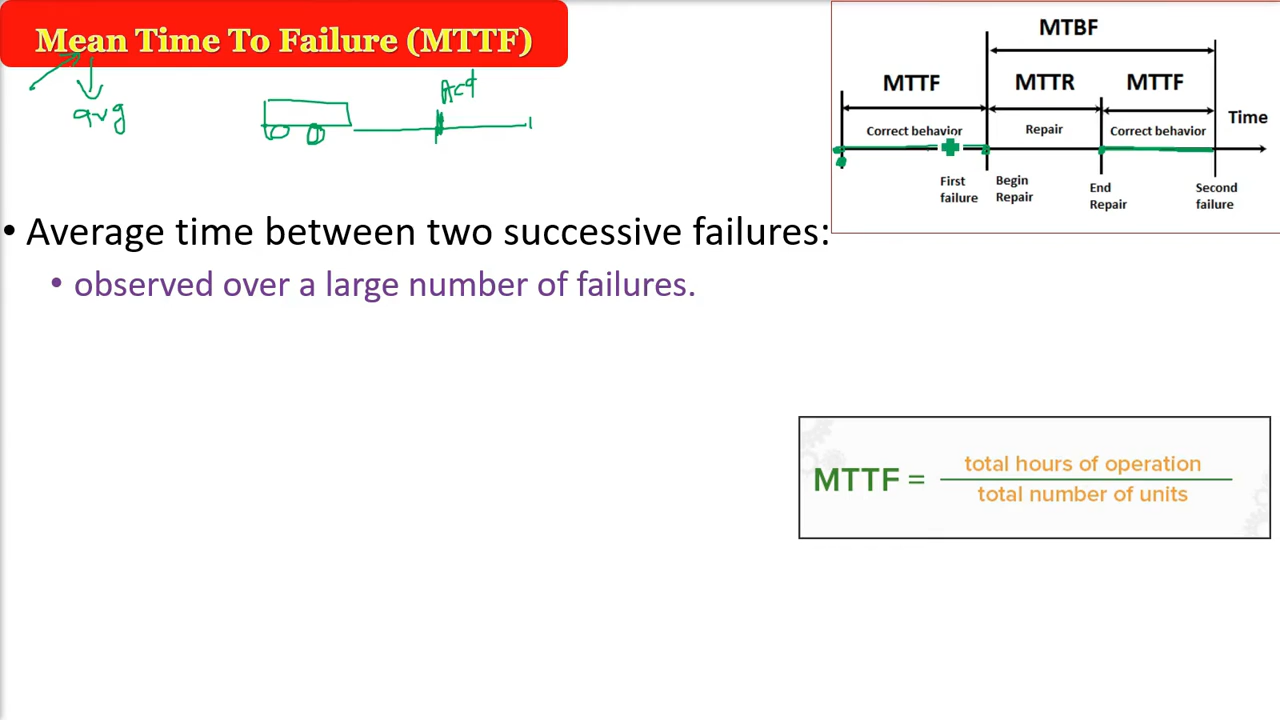 Mean Time To Failure (MTTF)
avg
Act
MTBF
MTTF
MTTR
MTTF
Time
Correct behavior
Repair
Correct behavior
First failure
Begin Repair
End Repair
Second failure
• Average time between two successive failures:
• observed over a large number of failures.
MTTF =
total hours of operation
total number of units